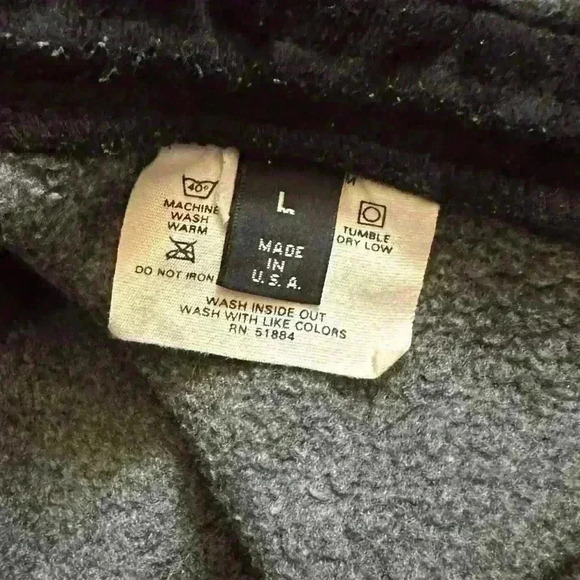 40°
MACHINE
WASH
WARM
DO NOT IRON
L
MADE
IN
U.S.A.
TUMBLE
DRY LOW
WASH INSIDE OUT
WASH WITH LIKE COLORS
RN 51884